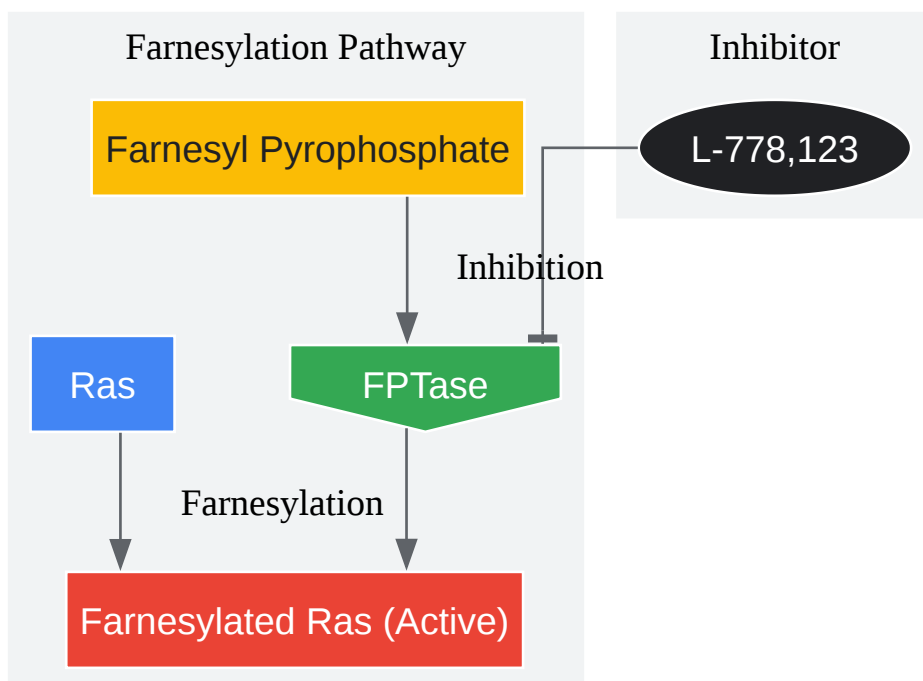 Farnesylation Pathway
Inhibitor
Farnesyl Pyrophosphate
L-778,123
Inhibition
Ras
FPTase
Farnesylation
Farnesylated Ras (Active)